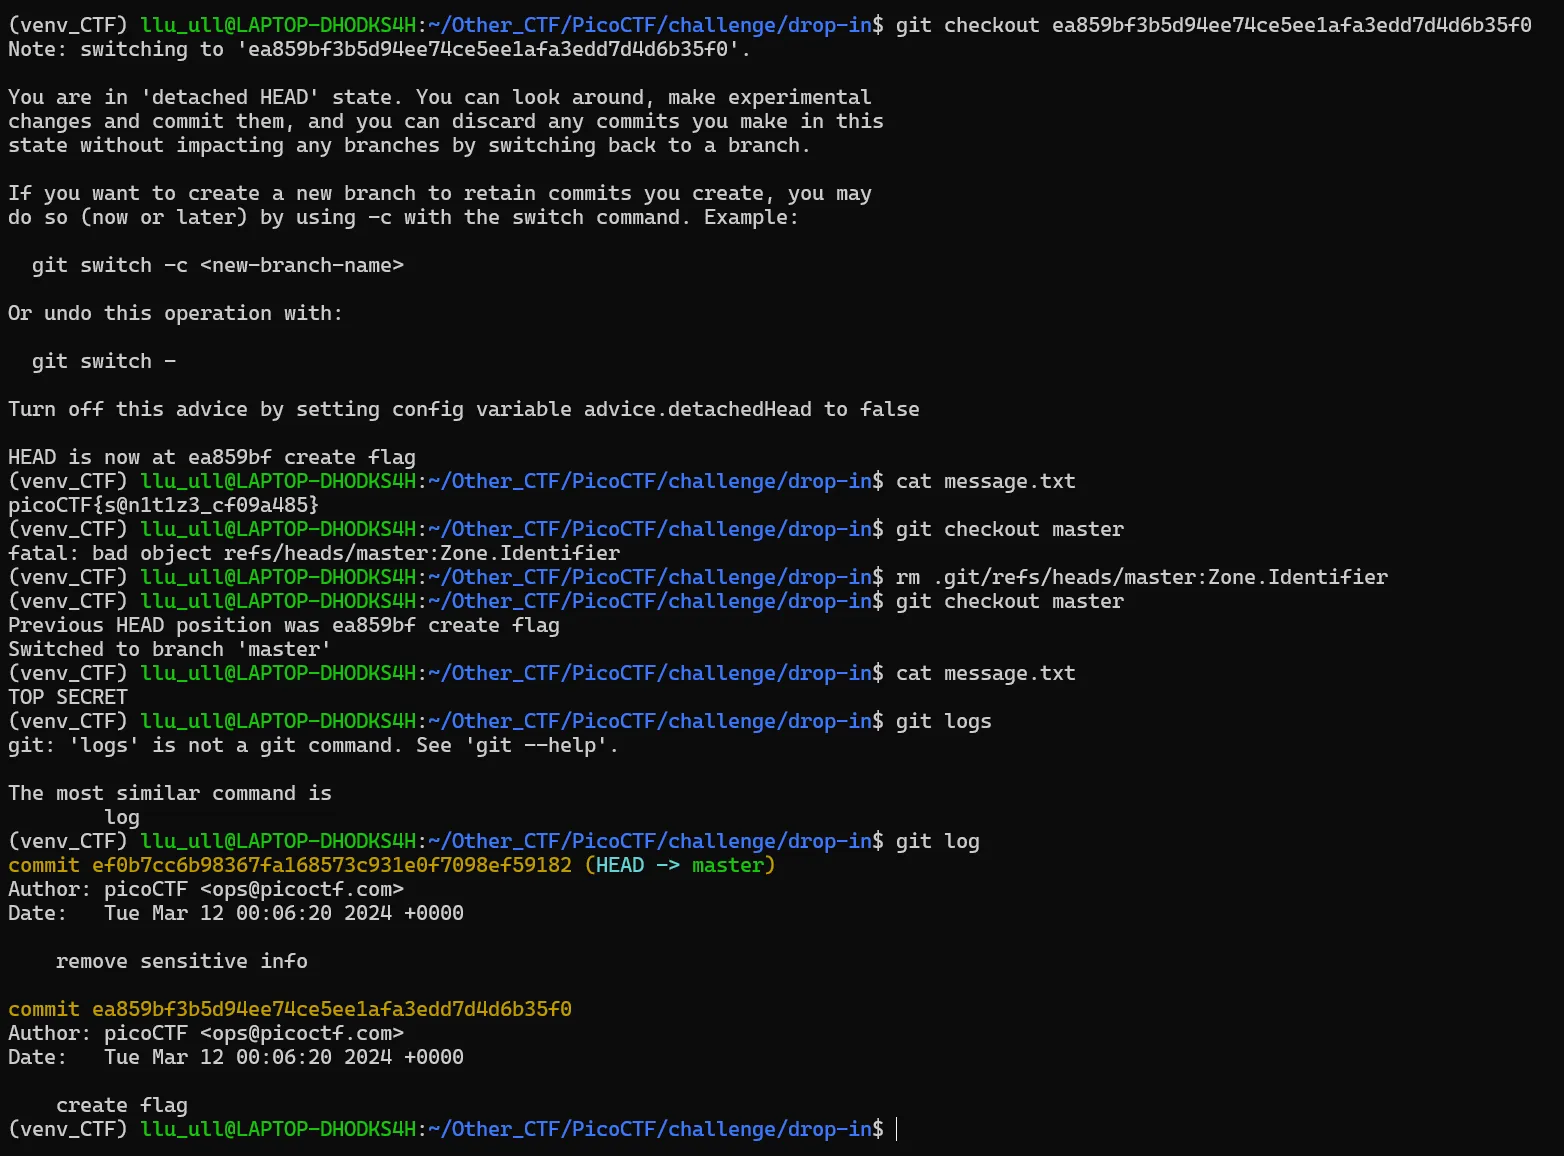 (venv_CTF) llu_ull@LAPTOP-DHODKS4H:~/Other_CTF/PicoCTF/challenge/drop-in$ git checkout ea859bf3b5d94ee74ce5ee1afa3edd7d4d6b35f0
Note: switching to 'ea859bf3b5d94ee74ce5ee1afa3edd7d4d6b35f0'.
You are in 'detached HEAD' state. You can look around, make experimental
changes and commit them, and you can discard any commits you make in this
state without impacting any branches by switching back to a branch.
If you want to create a new branch to retain commits you create, you may
do so (now or later) by using -c with the switch command. Example:
git switch -c <new-branch-name>
Or undo this operation with:
git switch -
Turn off this advice by setting config variable advice.detachedHead to false
HEAD is now at ea859bf create flag
(venv_CTF) llu_ull@LAPTOP-DHODKS4H:~/Other_CTF/PicoCTF/challenge/drop-in$ cat message.txt
picoCTF{s@n1t1z3_cf09a485}
(venv_CTF) llu_ull@LAPTOP-DHODKS4H:~/Other_CTF/PicoCTF/challenge/drop-in$ git checkout master
fatal: bad object refs/heads/master:Zone.Identifier
(venv_CTF) llu_ull@LAPTOP-DHODKS4H:~/Other_CTF/PicoCTF/challenge/drop-in$ rm .git/refs/heads/master:Zone.Identifier
(venv_CTF) llu_ull@LAPTOP-DHODKS4H:~/Other_CTF/PicoCTF/challenge/drop-in$ git checkout master
Previous HEAD position was ea859bf create flag
Switched to branch 'master'
(venv_CTF) llu_ull@LAPTOP-DHODKS4H:~/Other_CTF/PicoCTF/challenge/drop-in$ cat message.txt
TOP SECRET
(venv_CTF) llu_ull@LAPTOP-DHODKS4H:~/Other_CTF/PicoCTF/challenge/drop-in$ git logs
git: 'logs' is not a git command. See 'git --help'.
The most similar command is
log
(venv_CTF) llu_ull@LAPTOP-DHODKS4H:~/Other_CTF/PicoCTF/challenge/drop-in$ git log
commit ef0b7cc6b98367fa168573c931e0f7098ef59182 (HEAD -> master)
Author: picoCTF <ops@picoctf.com>
Date:   Tue Mar 12 00:06:20 2024 +0000
remove sensitive info
commit ea859bf3b5d94ee74ce5ee1afa3edd7d4d6b35f0
Author: picoCTF <ops@picoctf.com>
Date:   Tue Mar 12 00:06:20 2024 +0000
create flag
(venv_CTF) llu_ull@LAPTOP-DHODKS4H:~/Other_CTF/PicoCTF/challenge/drop-in$